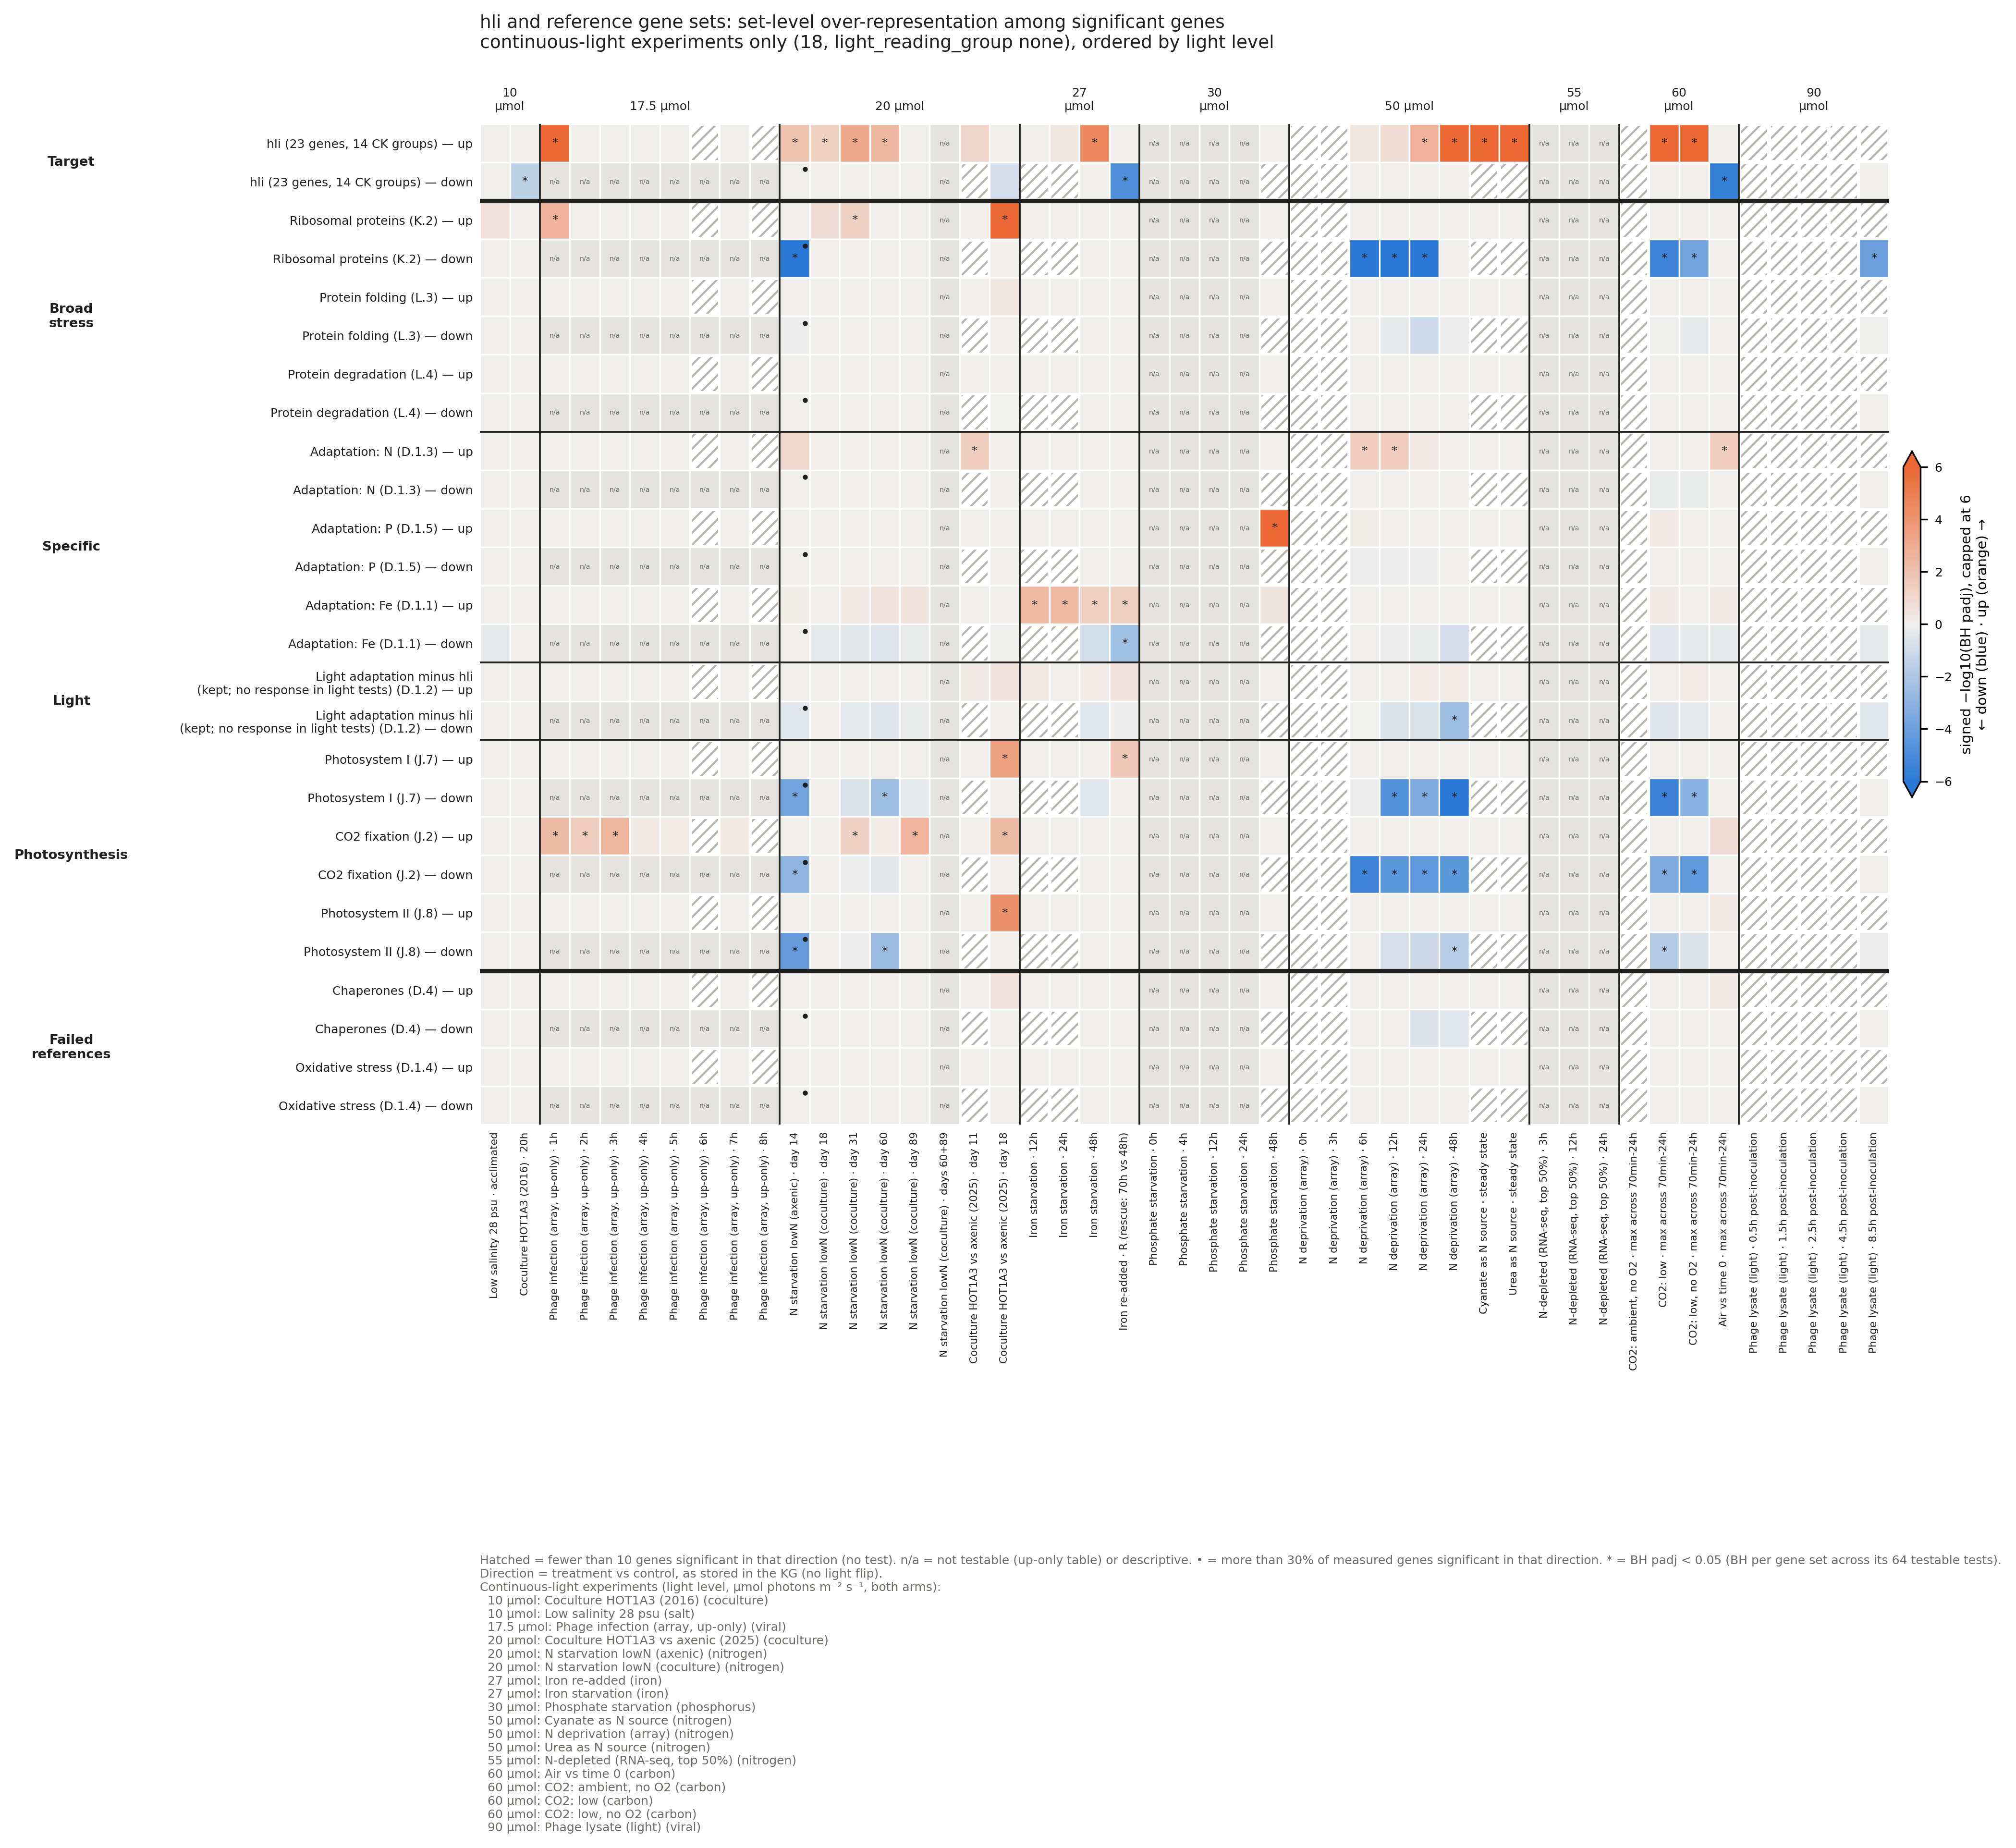 hli and reference gene sets: set-level over-representation among significant genes
continuous-light experiments only (18, light_reading_group none), ordered by light level
10 μmol
17.5 μmol
20 μmol
27 μmol
30 μmol
50 μmol
55 μmol
60 μmol
90 μmol
Target
hli (23 genes, 14 CK groups) — up
hli (23 genes, 14 CK groups) — down
Broad
stress
Ribosomal proteins (K.2) — up
Ribosomal proteins (K.2) — down
Protein folding (L.3) — up
Protein folding (L.3) — down
Protein degradation (L.4) — up
Protein degradation (L.4) — down
Specific
Adaptation: N (D.1.3) — up
Adaptation: N (D.1.3) — down
Adaptation: P (D.1.5) — up
Adaptation: P (D.1.5) — down
Adaptation: Fe (D.1.1) — up
Adaptation: Fe (D.1.1) — down
Light
Light adaptation minus hli
(kept; no response in light tests) (D.1.2) — up
Light adaptation minus hli
(kept; no response in light tests) (D.1.2) — down
Photosynthesis
Photosystem I (J.7) — up
Photosystem I (J.7) — down
CO2 fixation (J.2) — up
CO2 fixation (J.2) — down
Photosystem II (J.8) — up
Photosystem II (J.8) — down
Failed
references
Chaperones (D.4) — up
Chaperones (D.4) — down
Oxidative stress (D.1.4) — up
Oxidative stress (D.1.4) — down
6
4
2
0
−2
−4
−6
signed −log10(BH padj), capped at 6
← down (blue) · up (orange) →
Low salinity 28 psu · acclimated
Coculture HOT1A3 (2016) · 20h
Phage infection (array, up-only) · 1h
Phage infection (array, up-only) · 2h
Phage infection (array, up-only) · 3h
Phage infection (array, up-only) · 4h
Phage infection (array, up-only) · 5h
Phage infection (array, up-only) · 6h
Phage infection (array, up-only) · 7h
Phage infection (array, up-only) · 8h
N starvation lowN (axenic) · day 14
N starvation lowN (coculture) · day 18
N starvation lowN (coculture) · day 31
N starvation lowN (coculture) · day 60
N starvation lowN (coculture) · day 89
N starvation lowN (coculture) · days 60+89
Coculture HOT1A3 vs axenic (2025) · day 11
Coculture HOT1A3 vs axenic (2025) · day 18
Iron starvation · 12h
Iron starvation · 24h
Iron starvation · 48h
Iron re-added · R (rescue: 70h vs 48h)
Phosphate starvation · 0h
Phosphate starvation · 4h
Phosphate starvation · 12h
Phosphate starvation · 24h
Phosphate starvation · 48h
N deprivation (array) · 0h
N deprivation (array) · 3h
N deprivation (array) · 6h
N deprivation (array) · 12h
N deprivation (array) · 24h
N deprivation (array) · 48h
Cyanate as N source · steady state
Urea as N source · steady state
N-depleted (RNA-seq, top 50%) · 3h
N-depleted (RNA-seq, top 50%) · 12h
N-depleted (RNA-seq, top 50%) · 24h
CO2: ambient, no O2 · max across 70min-24h
CO2: low · max across 70min-24h
CO2: low, no O2 · max across 70min-24h
Air vs time 0 · max across 70min-24h
Phage lysate (light) · 0.5h post-inoculation
Phage lysate (light) · 1.5h post-inoculation
Phage lysate (light) · 2.5h post-inoculation
Phage lysate (light) · 4.5h post-inoculation
Phage lysate (light) · 8.5h post-inoculation
Hatched = fewer than 10 genes significant in that direction (no test). n/a = not testable (up-only table) or descriptive. • = more than 30% of measured genes significant in that direction. * = BH padj < 0.05 (BH per gene set across its 64 testable tests).
Direction = treatment vs control, as stored in the KG (no light flip).
Continuous-light experiments (light level, μmol photons m⁻² s⁻¹, both arms):
10 μmol: Coculture HOT1A3 (2016) (coculture)
10 μmol: Low salinity 28 psu (salt)
17.5 μmol: Phage infection (array, up-only) (viral)
20 μmol: Coculture HOT1A3 vs axenic (2025) (coculture)
20 μmol: N starvation lowN (axenic) (nitrogen)
20 μmol: N starvation lowN (coculture) (nitrogen)
27 μmol: Iron re-added (iron)
27 μmol: Iron starvation (iron)
30 μmol: Phosphate starvation (phosphorus)
50 μmol: Cyanate as N source (nitrogen)
50 μmol: N deprivation (array) (nitrogen)
50 μmol: Urea as N source (nitrogen)
55 μmol: N-depleted (RNA-seq, top 50%) (nitrogen)
60 μmol: Air vs time 0 (carbon)
60 μmol: CO2: ambient, no O2 (carbon)
60 μmol: CO2: low (carbon)
60 μmol: CO2: low, no O2 (carbon)
90 μmol: Phage lysate (light) (viral)